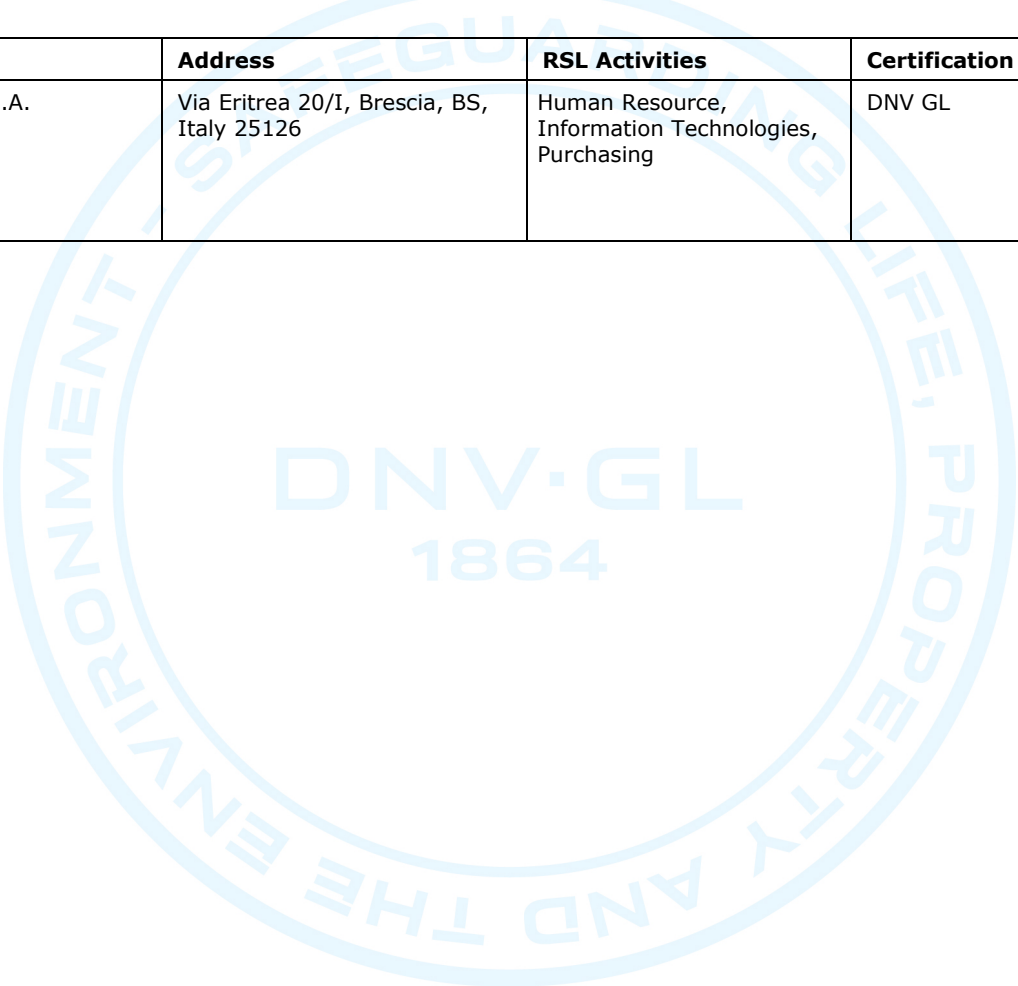 Address RSL Activities Certification
.A. Via Eritrea 20/I, Brescia, BS, Human Resource, DNV GL
Italy 25126 Information Technologies,
Purchasing
SAFEGUARDING LIFE, PROPERTY AND THE ENVIRONMENT -
DNV·GL
1864